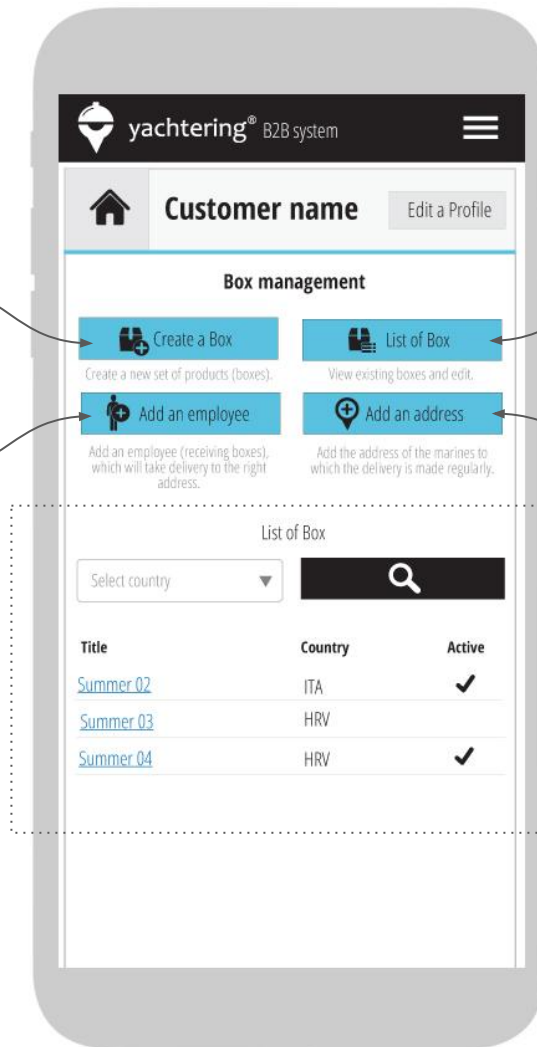 yachtering® B2B system
Customer name
Edit a Profile
Box management
Create a Box
List of Box
Create a new set of products (boxes).
View existing boxes and edit.
Add an employee
Add an address
Add an employee (receiving boxes),
which will take delivery to the right
address.
Add the address of the marines to
which the delivery is made regularly.
List of Box
Select country
Title Country Active
Summer 02 ITA
Summer 03 HRV
Summer 04 HRV